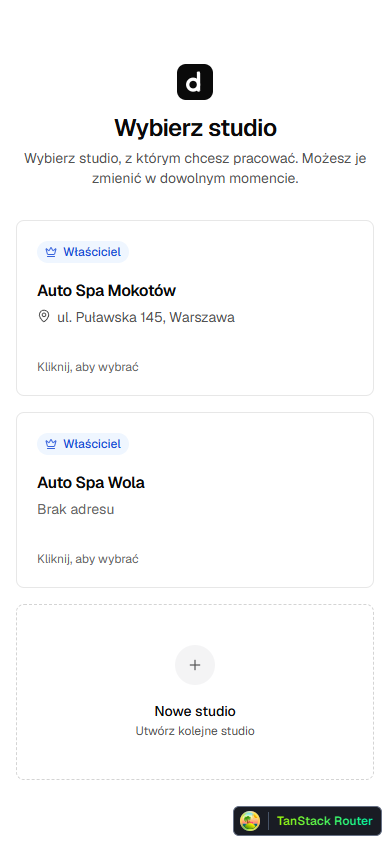 d
Wybierz studio
Wybierz studio, z którym chcesz pracować. Możesz je
zmienić w dowolnym momencie.
Właściciel
Auto Spa Mokotów
ul. Puławska 145, Warszawa
Kliknij, aby wybrać
Właściciel
Auto Spa Wola
Brak adresu
Kliknij, aby wybrać
Nowe studio
Utwórz kolejne studio
TanStack Router